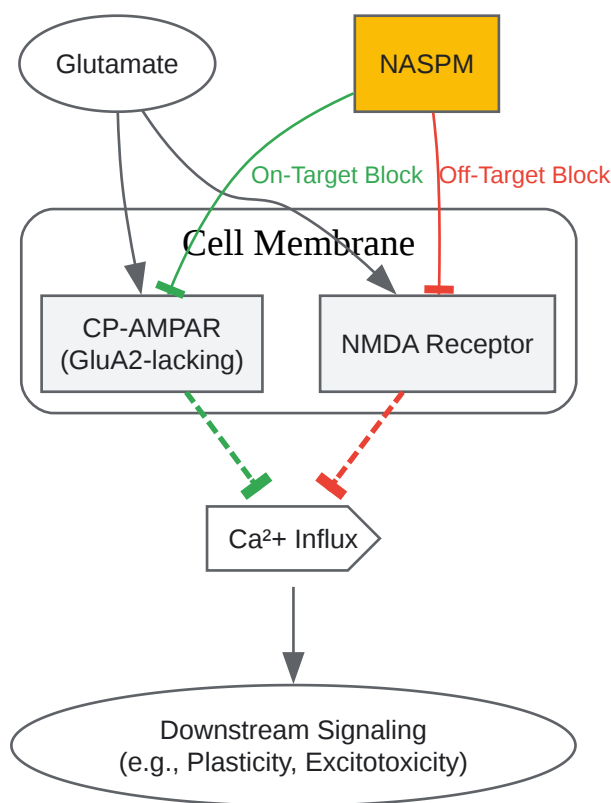 Glutamate
NASPM
On-Target Block
Off-Target Block
Cell Membrane
CP-AMPAR
(GluA2-lacking)
NMDA Receptor
Ca²+ Influx
Downstream Signaling
(e.g., Plasticity, Excitotoxicity)